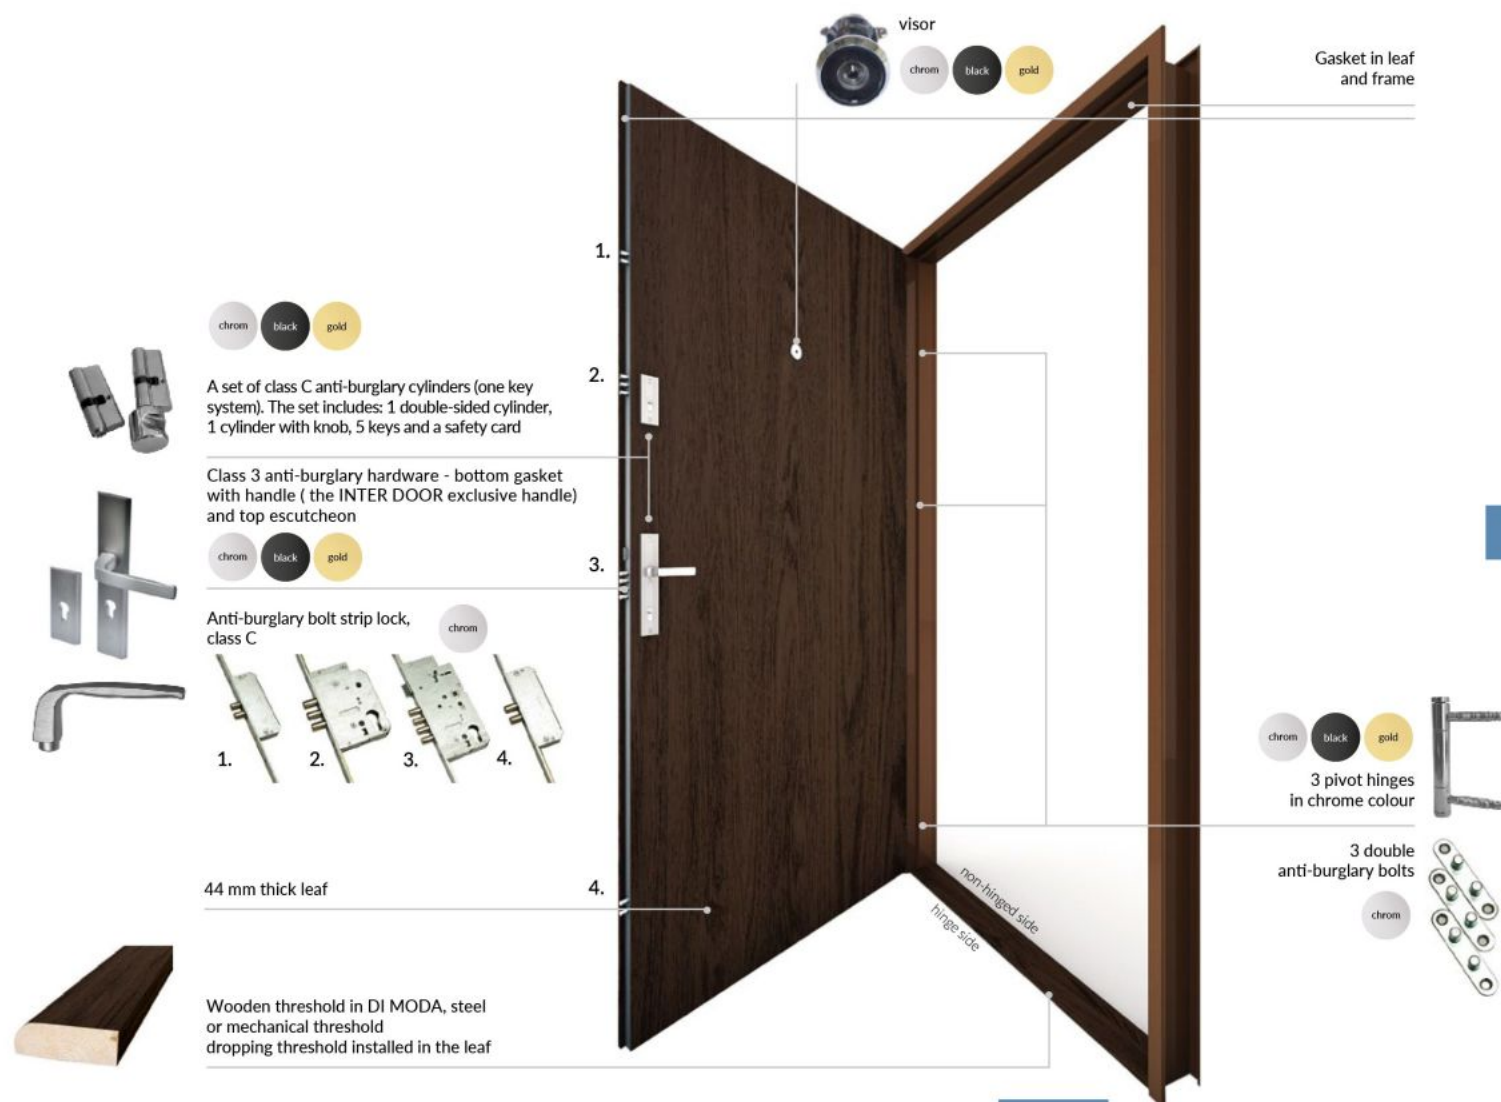 visor
chrom black gold
Gasket in leaf
and frame
1.
chrom black gold
2.
A set of class C anti-burglary cylinders (one key
system). The set includes: 1 double-sided cylinder,
1 cylinder with knob, 5 keys and a safety card
Class 3 anti-burglary hardware - bottom gasket
with handle ( the INTER DOOR exclusive handle)
and top escutcheon
chrom black gold
3.
Anti-burglary bolt strip lock,
class C
chrom
1. 2. 3. 4.
chrom black gold
3 pivot hinges
in chrome colour
3 double
anti-burglary bolts
chrom
44 mm thick leaf
4.
non-hinged side
hinge side
Wooden threshold in DI MODA, steel
or mechanical threshold
dropping threshold installed in the leaf